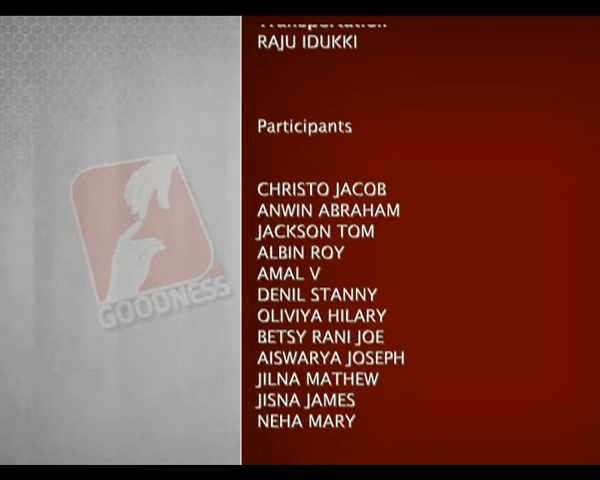 Transportation
RAJU IDUKKI
Participants
CHRISTO JACOB
ANWIN ABRAHAM
JACKSON TOM
ALBIN ROY
AMAL V
DENIL STANNY
OLIVIYA HILARY
BETSY RANI JOE
AISWARYA JOSEPH
JILNA MATHEW
JISNA JAMES
NEHA MARY
GOODNESS